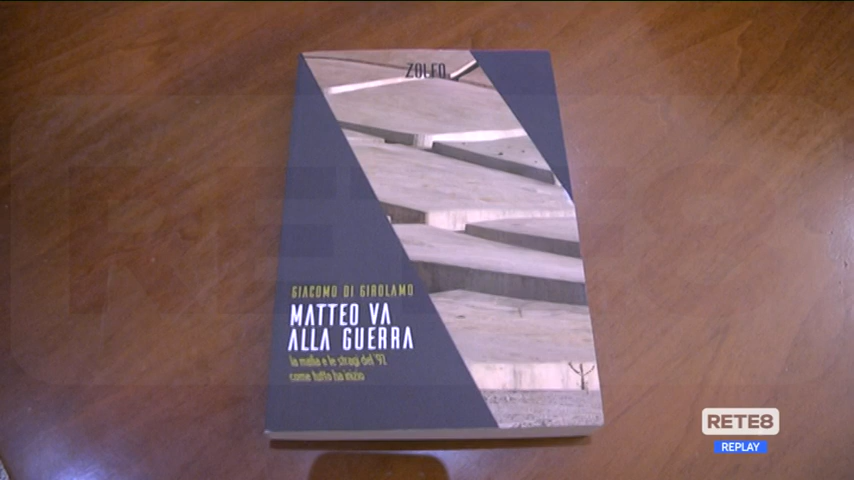 ZOLFO
GIACOMO DI GIROLAMO
MATTEO VA
ALLA GUERRA
la mafia e le stragi del '92
come tutto ha inizio
RETE8
REPLAY